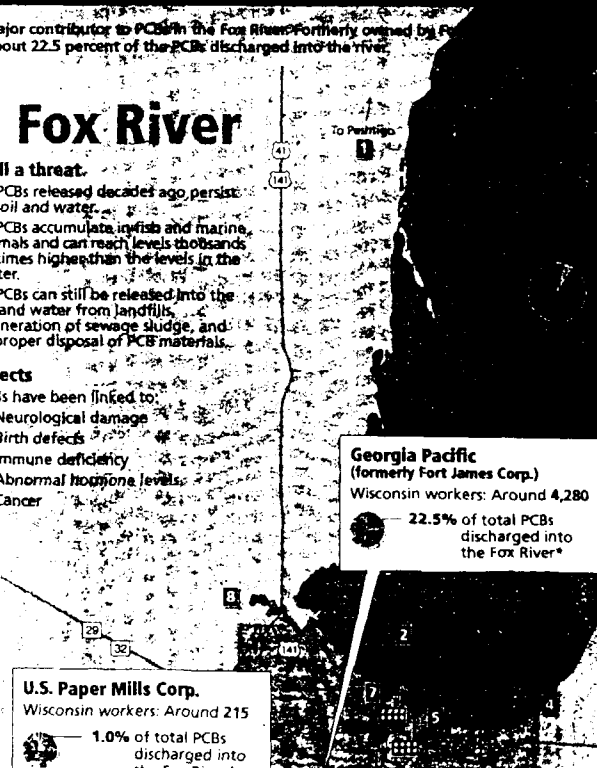 ajor contributor to PCBs in the Fox River. Formerly owned by Fo
out 22.5 percent of the PCBs discharged into the river.
Fox River
ll a threat.
PCBs released decades ago persist
oil and water.
PCBs accumulate in fish and marine
mals and can reach levels thousands
imes higher than the levels in the
ter.
PCBs can still be released into the
and water from landfills,
neration of sewage sludge, and
proper disposal of PCB materials.
ects
s have been linked to:
Neurological damage
Birth defects
mmune deficiency
Abnormal hormone levels
Cancer
To Peshtigo
1
41
141
Georgia Pacific
(formerly Fort James Corp.)
Wisconsin workers: Around 4,280
22.5% of total PCBs
discharged into
the Fox River*
8
29
32
141
2
7
5
4
U.S. Paper Mills Corp.
Wisconsin workers: Around 215
1.0% of total PCBs
discharged into
the Fox River*